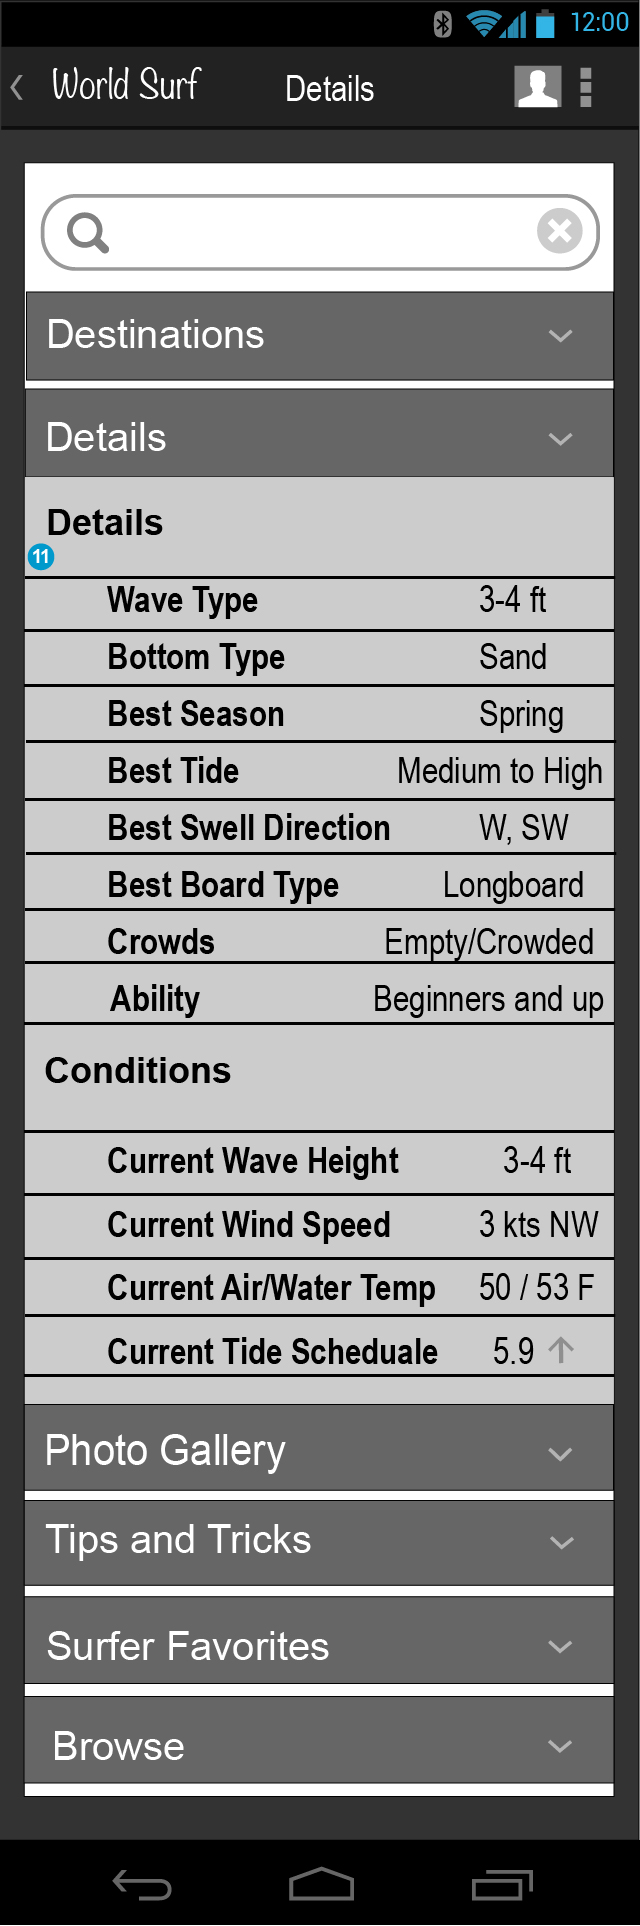 12:00
World Surf Details
Destinations
Details
Details
11
Wave Type 3-4 ft
Bottom Type Sand
Best Season Spring
Best Tide Medium to High
Best Swell Direction W, SW
Best Board Type Longboard
Crowds Empty/Crowded
Ability Beginners and up
Conditions
Current Wave Height 3-4 ft
Current Wind Speed 3 kts NW
Current Air/Water Temp 50 / 53 F
Current Tide Scheduale 5.9 ↑
Photo Gallery
Tips and Tricks
Surfer Favorites
Browse